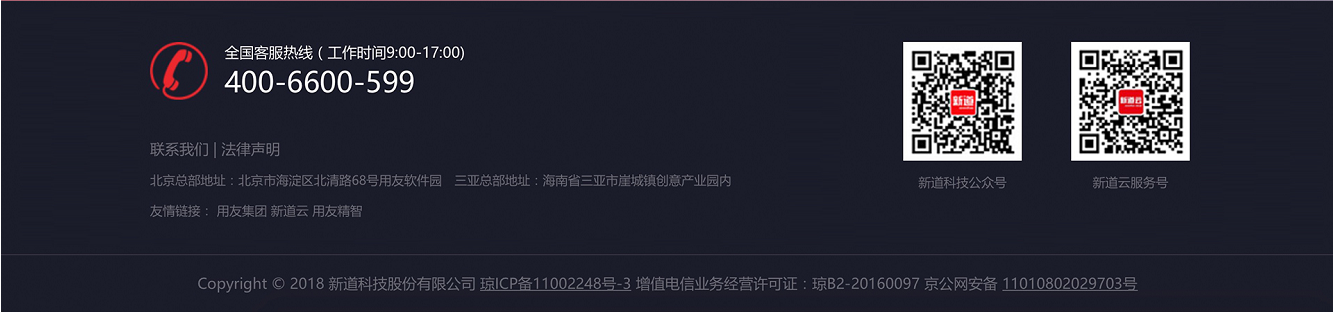 全国客服热线（工作时间9:00-17:00)
400-6600-599
联系我们 | 法律声明
北京总部地址：北京市海淀区北清路68号用友软件园 三亚总部地址：海南省三亚市崖城镇创意产业园内
友情链接： 用友集团 新道云 用友精智
新道
新道云
新道科技公众号
新道云服务号
Copyright © 2018 新道科技股份有限公司 琼ICP备11002248号-3 增值电信业务经营许可证：琼B2-20160097 京公网安备 11010802029703号